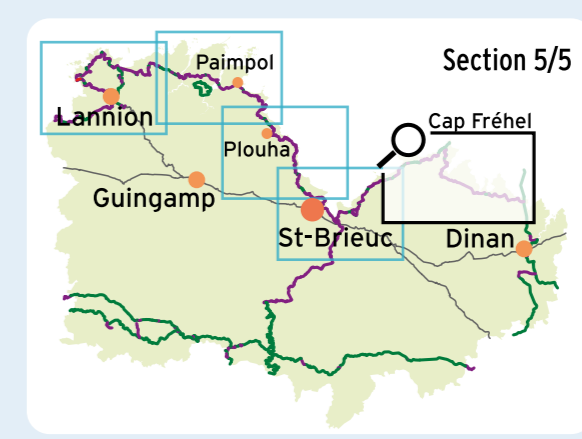 Section 5/5
Paimpol
Lannion
Cap Fréhel
Plouha
Guingamp
St-Brieuc
Dinan